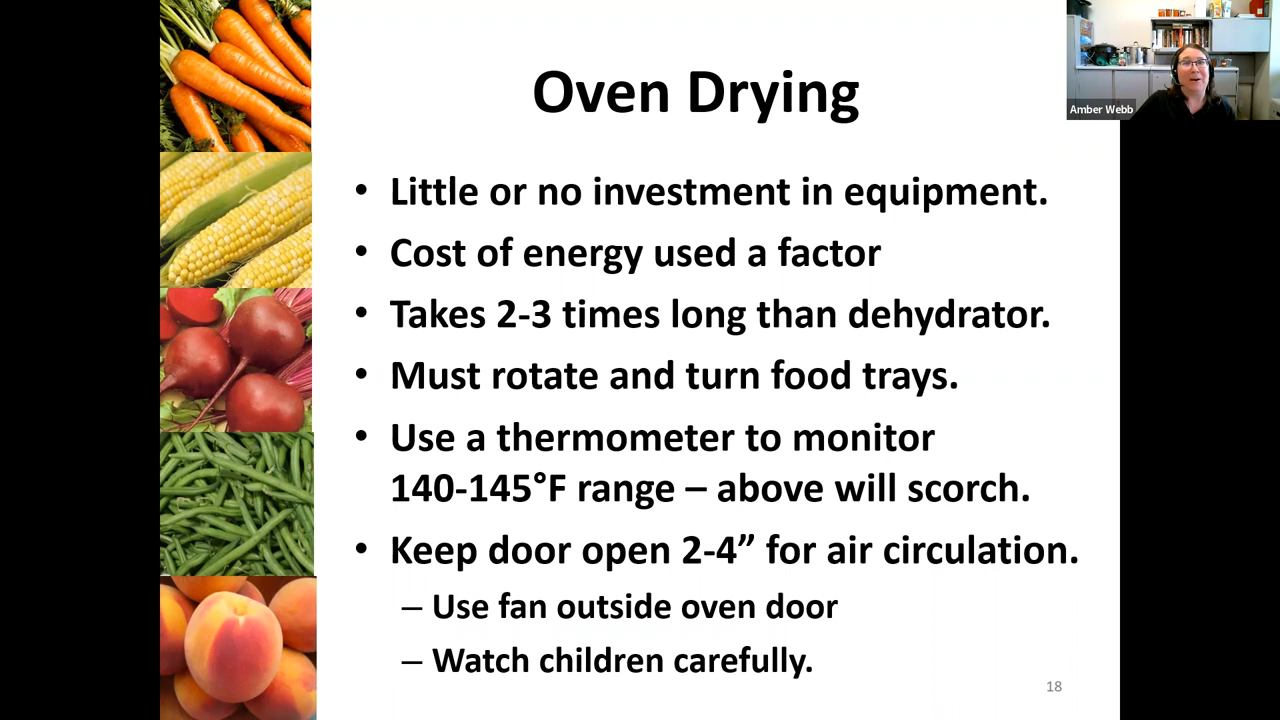 Oven Drying
Amber Webb
• Little or no investment in equipment.
• Cost of energy used a factor
• Takes 2-3 times long than dehydrator.
• Must rotate and turn food trays.
• Use a thermometer to monitor
140-145°F range – above will scorch.
• Keep door open 2-4” for air circulation.
– Use fan outside oven door
– Watch children carefully.
18